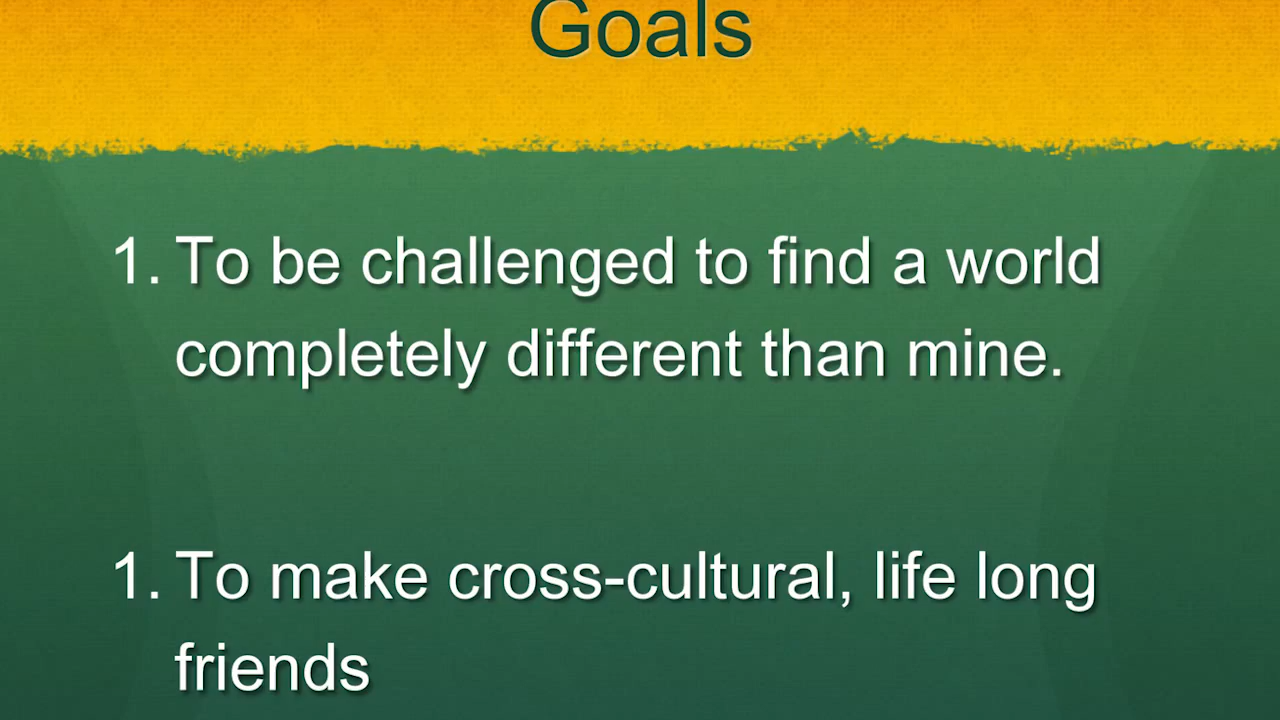 Goals
1. To be challenged to find a world
completely different than mine.
1. To make cross-cultural, life long
friends